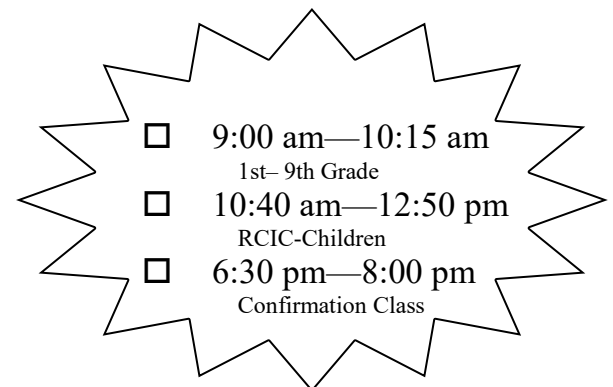 ☐ 9:00 am—10:15 am
1st– 9th Grade
☐ 10:40 am—12:50 pm
RCIC-Children
☐ 6:30 pm—8:00 pm
Confirmation Class